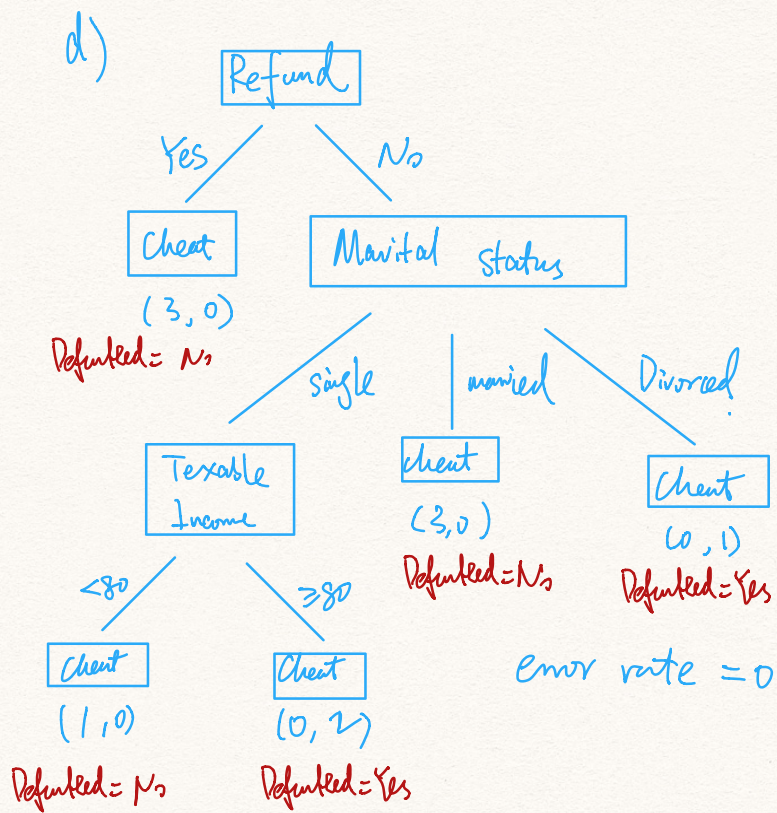 d)
Refund
Yes
No
Cheat
Marital status
(3,0)
Defaulted = No
single
married
Divorced
Texable
Income
Cheat
Cheat
(3,0)
(0,1)
Defaulted = No
Defaulted = Yes
<80
≥80
Cheat
Cheat
error rate = 0
(1,0)
(0,2)
Defaulted = No
Defaulted = Yes